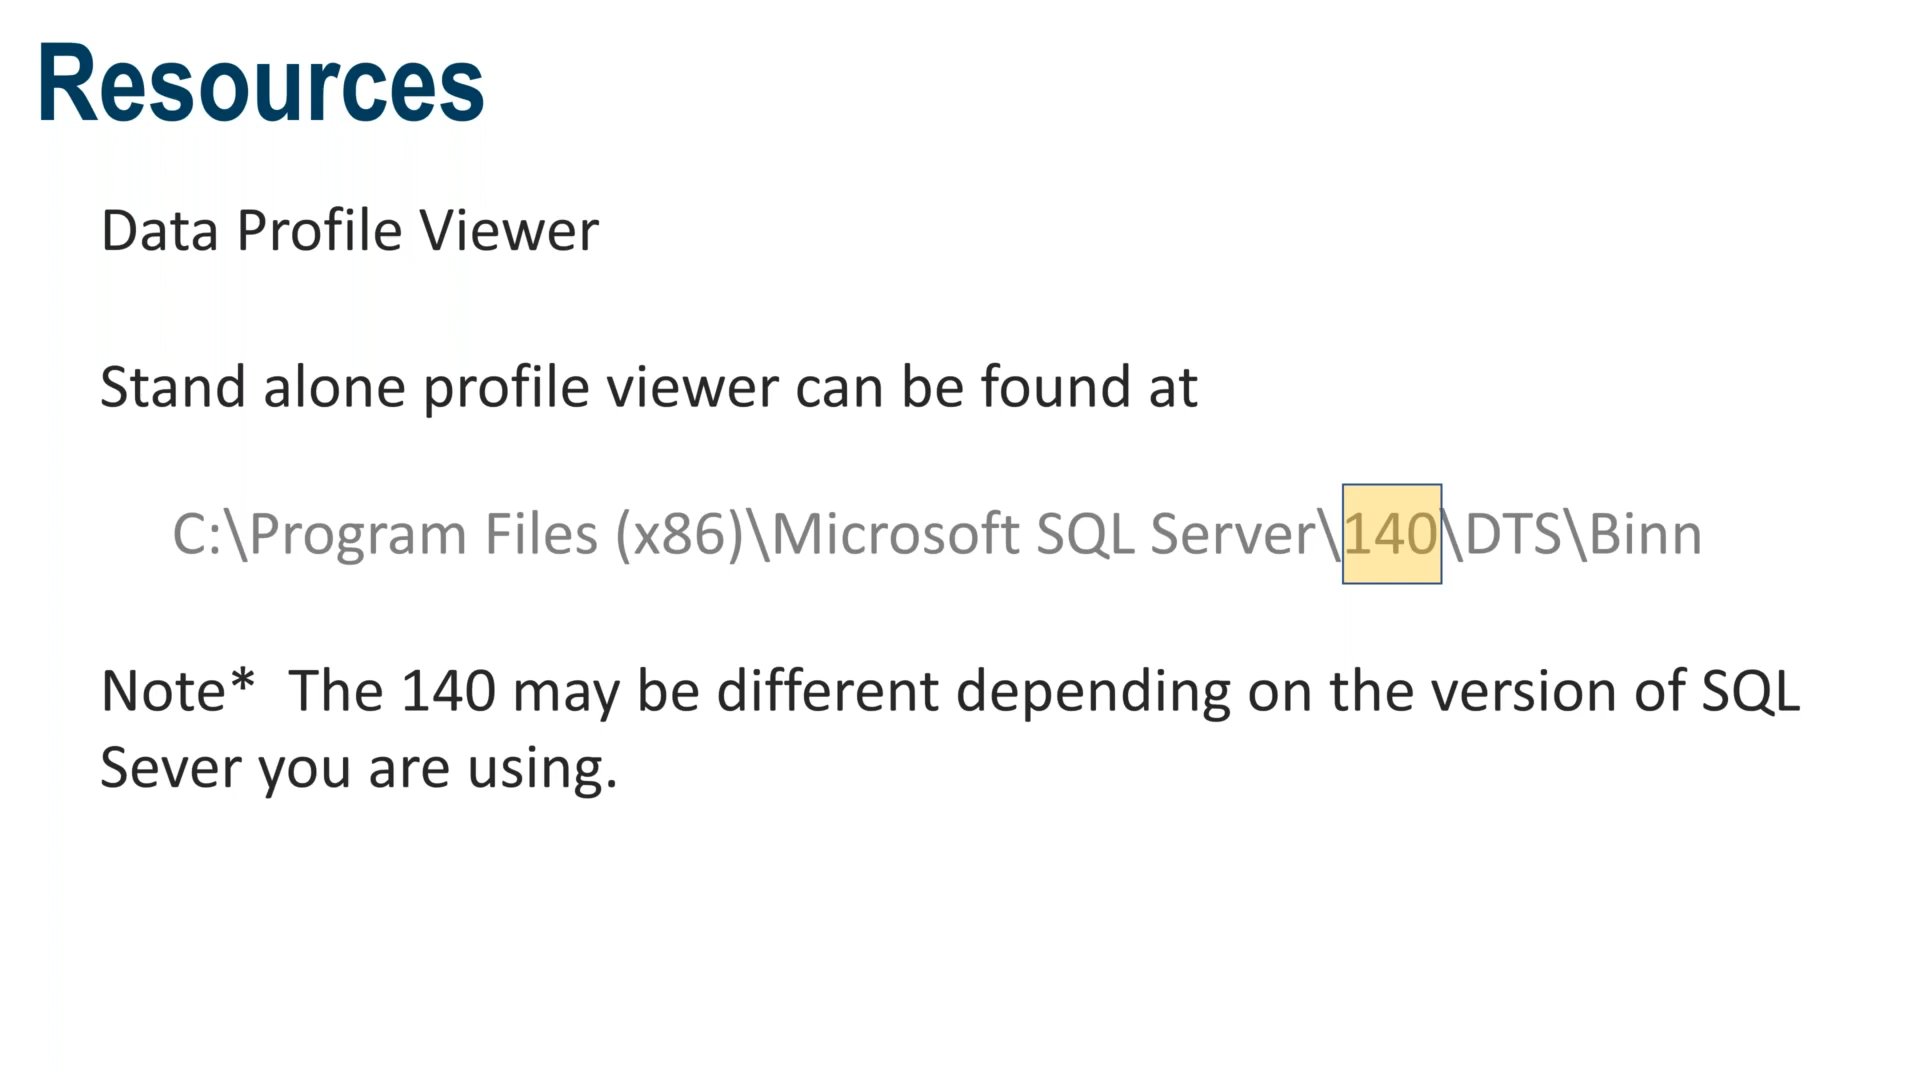 Resources
Data Profile Viewer
Stand alone profile viewer can be found at
C:\Program Files (x86)\Microsoft SQL Server\140\DTS\Binn
Note*  The 140 may be different depending on the version of SQL
Sever you are using.